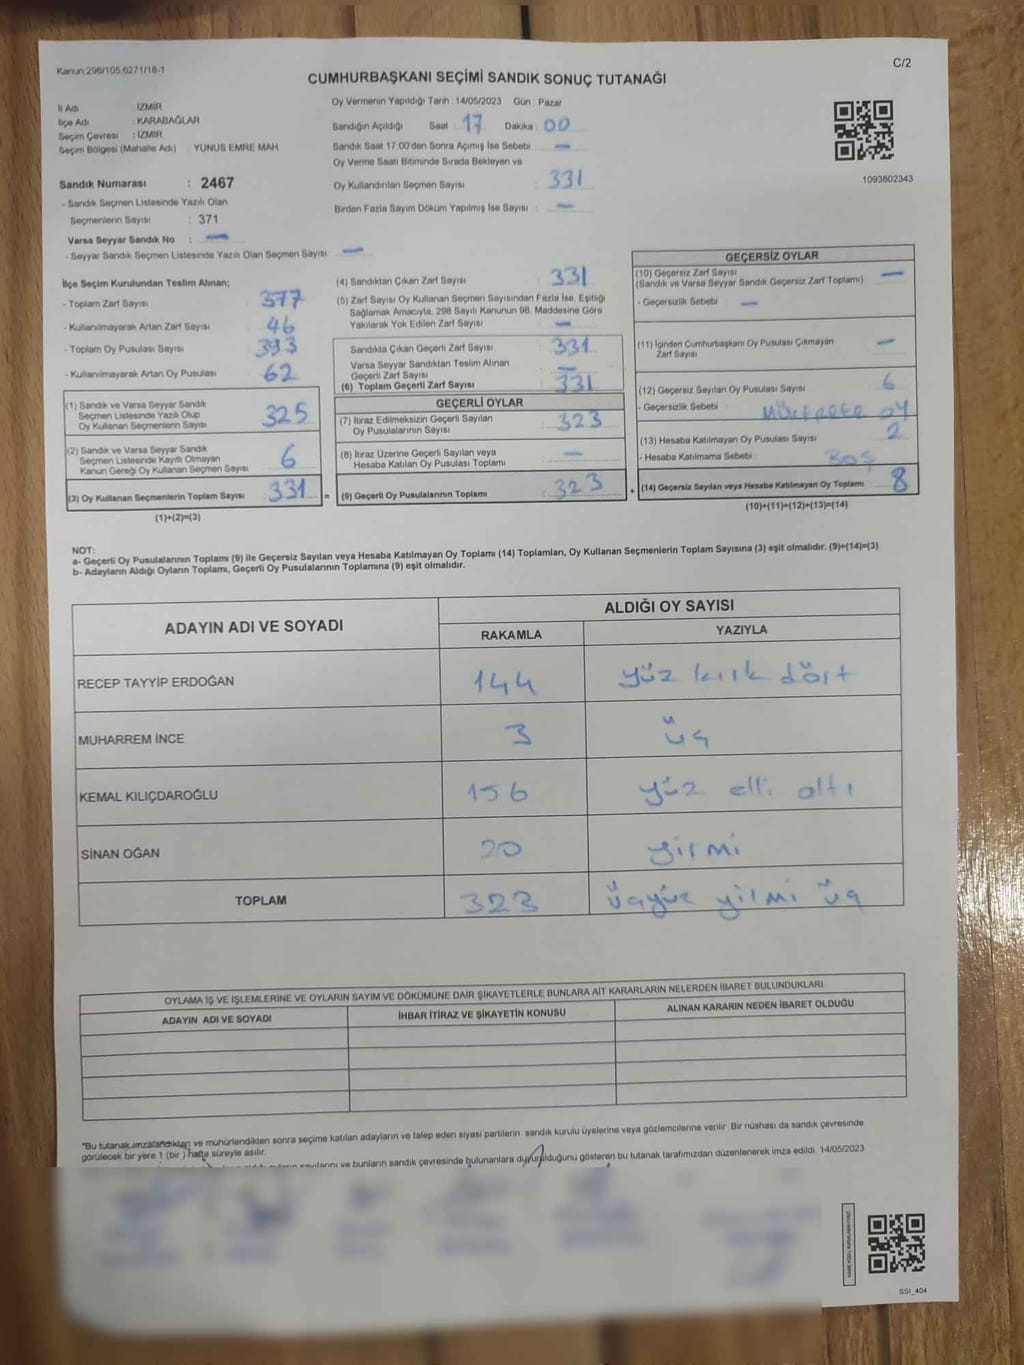 Kanun:298/105.6271/18-1
C/2
CUMHURBAŞKANI SEÇİMİ SANDIK SONUÇ TUTANAĞI
İl Adı : İZMİR
İlçe Adı : KARABAĞLAR
Seçim Çevresi : İZMİR
Seçim Bölgesi (Mahalle Adı) : YUNUS EMRE MAH
Sandık Numarası : 2467
- Sandık Seçmen Listesinde Yazılı Olan
Seçmenlerin Sayısı : 371
Varsa Seyyar Sandık No : —
- Seyyar Sandık Seçmen Listesinde Yazılı Olan Seçmen Sayısı —
Oy Vermenin Yapıldığı Tarih :14/05/2023 Gün : Pazar
Sandığın Açıldığı Saat : 17 Dakika : 00
Sandık Saat 17.00'den Sonra Açımış İse Sebebi : —
Oy Verme Saati Bitiminde Sırada Bekleyen ve
Oy Kullandırılan Seçmen Sayısı : 331
Birden Fazla Sayım Döküm Yapılmış İse Sayısı : —
1093802343
İlçe Seçim Kurulundan Teslim Alınan;
- Toplam Zarf Sayısı 377
- Kullanılmayarak Artan Zarf Sayısı 46
- Toplam Oy Pusulası Sayısı 393
- Kullanılmayarak Artan Oy Pusulası 62
(1) Sandık ve Varsa Seyyar Sandık
Seçmen Listesinde Yazılı Olup
Oy Kullanan Seçmenlerin Sayısı 325
(2) Sandık ve Varsa Seyyar Sandık
Seçmen Listesinde Kayıtlı Olmayan
Kanun Gereği Oy Kullanan Seçmen Sayısı 6
(3) Oy Kullanan Seçmenlerin Toplam Sayısı 331 =
(1)+(2)=(3)
(4) Sandıktan Çıkan Zarf Sayısı 331
(5) Zarf Sayısı Oy Kullanan Seçmen Sayısından Fazla İse, Eşitliği
Sağlamak Amacıyla, 298 Sayılı Kanunun 98. Maddesine Göre
Yakılarak Yok Edilen Zarf Sayısı : —
Sandıkta Çıkan Geçerli Zarf Sayısı : 331
Varsa Seyyar Sandıktan Teslim Alınan
Geçerli Zarf Sayısı : —
(6) Toplam Geçerli Zarf Sayısı : 331
GEÇERLİ OYLAR
(7) İtiraz Edilmeksizin Geçerli Sayılan
Oy Pusulalarının Sayısı : 323
(8) İtiraz Üzerine Geçerli Sayılan veya
Hesaba Katılan Oy Pusulası Toplamı : —
(9) Geçerli Oy Pusulalarının Toplamı : 323 +
GEÇERSİZ OYLAR
(10) Geçersiz Zarf Sayısı
(Sandık ve Varsa Seyyar Sandık Geçersiz Zarf Toplamı) —
- Geçersizlik Sebebi : —
(11) İçinden Cumhurbaşkanı Oy Pusulası Çıkmayan
Zarf Sayısı —
(12) Geçersiz Sayılan Oy Pusulası Sayısı 6
- Geçersizlik Sebebi : OY
(13) Hesaba Katılmayan Oy Pusulası Sayısı 2
- Hesaba Katılmama Sebebi : BOŞ
(14) Geçersiz Sayılan veya Hesaba Katılmayan Oy Toplamı 8
(10)+(11)+(12)+(13)=(14)
NOT:
a- Geçerli Oy Pusulalarının Toplamı (9) ile Geçersiz Sayılan veya Hesaba Katılmayan Oy Toplamı (14) Toplamları, Oy Kullanan Seçmenlerin Toplam Sayısına (3) eşit olmalıdır. (9)+(14)=(3)
b- Adayların Aldığı Oyların Toplamı, Geçerli Oy Pusulalarının Toplamına (9) eşit olmalıdır.
ADAYIN ADI VE SOYADI
ALDIĞI OY SAYISI
RAKAMLA YAZIYLA
RECEP TAYYİP ERDOĞAN 144 yüz kırk dört
MUHARREM İNCE 3 üç
KEMAL KILIÇDAROĞLU 156 yüz elli altı
SİNAN OĞAN 20 yirmi
TOPLAM 323 üçyüz yilmi üç
OYLAMA İŞ VE İŞLEMLERİNE VE OYLARIN SAYIM VE DÖKÜMÜNE DAİR ŞİKAYETLERLE BUNLARA AİT KARARLARIN NELERDEN İBARET BULUNDUKLARI
ADAYIN ADI VE SOYADI İHBAR İTİRAZ VE ŞİKAYETİN KONUSU ALINAN KARARIN NEDEN İBARET OLDUĞU
*Bu tutanak imzalandıktan ve mühürlendikten sonra seçime katılan adayların ve talep eden siyasi partilerin sandık kurulu üyelerine veya gözlemcilerine verilir. Bir nüshası da sandık çevresinde
görülecek bir yere 1 (bir ) hafta süreyle asılır.
sayılarını ve bunların sandık çevresinde bulunanlara duyurulduğunu gösteren bu tutanak tarafımızdan düzenlenerek imza edildi. 14/05/2023
SSİ_404